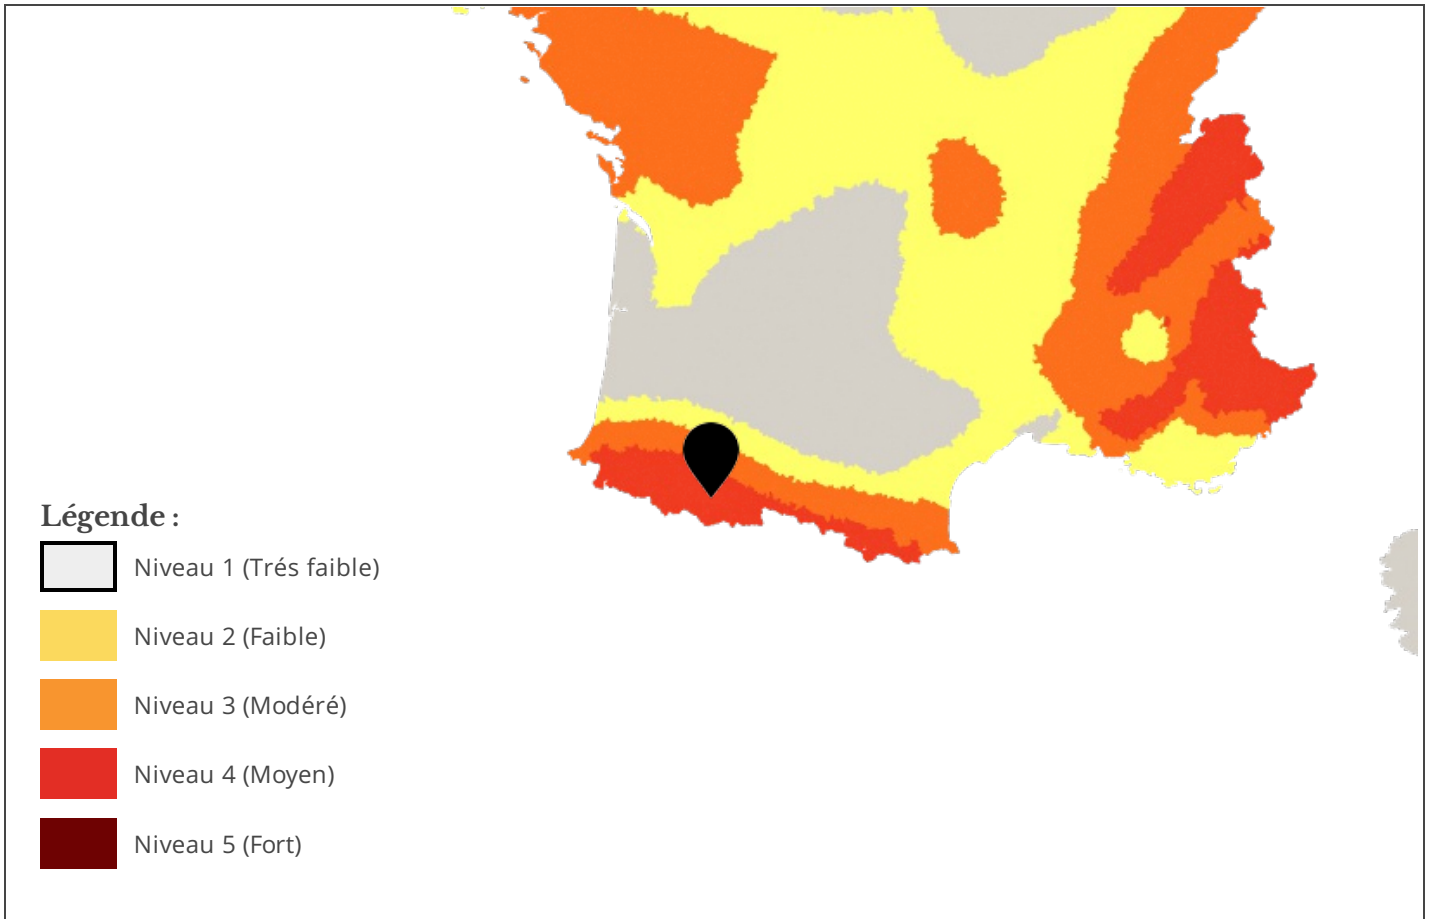 Légende :
Niveau 1 (Trés faible)
Niveau 2 (Faible)
Niveau 3 (Modéré)
Niveau 4 (Moyen)
Niveau 5 (Fort)